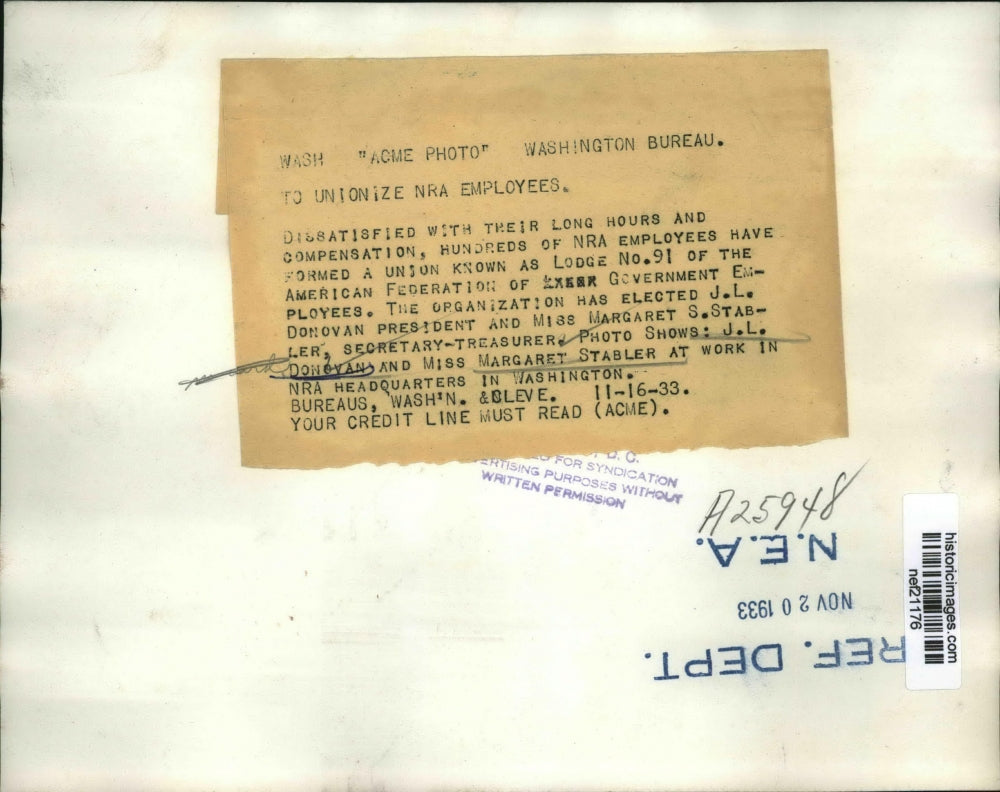 WASH "ACME PHOTO" WASHINGTON BUREAU.
TO UNIONIZE NRA EMPLOYEES.
DISSATISFIED WITH THEIR LONG HOURS AND
COMPENSATION, HUNDREDS OF NRA EMPLOYEES HAVE
FORMED A UNION KNOWN AS LODGE NO.91 OF THE
AMERICAN FEDERATION OF GOVERNMENT EM-
PLOYEES. THE ORGANIZATION HAS ELECTED J.L.
DONOVAN PRESIDENT AND MISS MARGARET S.STAB-
LER, SECRETARY-TREASURER. PHOTO SHOWS: J.L.
DONOVAN AND MISS MARGARET STABLER AT WORK IN
NRA HEADQUARTERS IN WASHINGTON.
BUREAUS, WASH'N. &CLEVE. 11-16-33.
YOUR CREDIT LINE MUST READ (ACME).
D. C.
FOR SYNDICATION
ERTISING PURPOSES WITHOUT
WRITTEN PERMISSION
A25948
N.E.A.
NOV 20 1933
REF. DEPT.
historicimages.com
nef21176